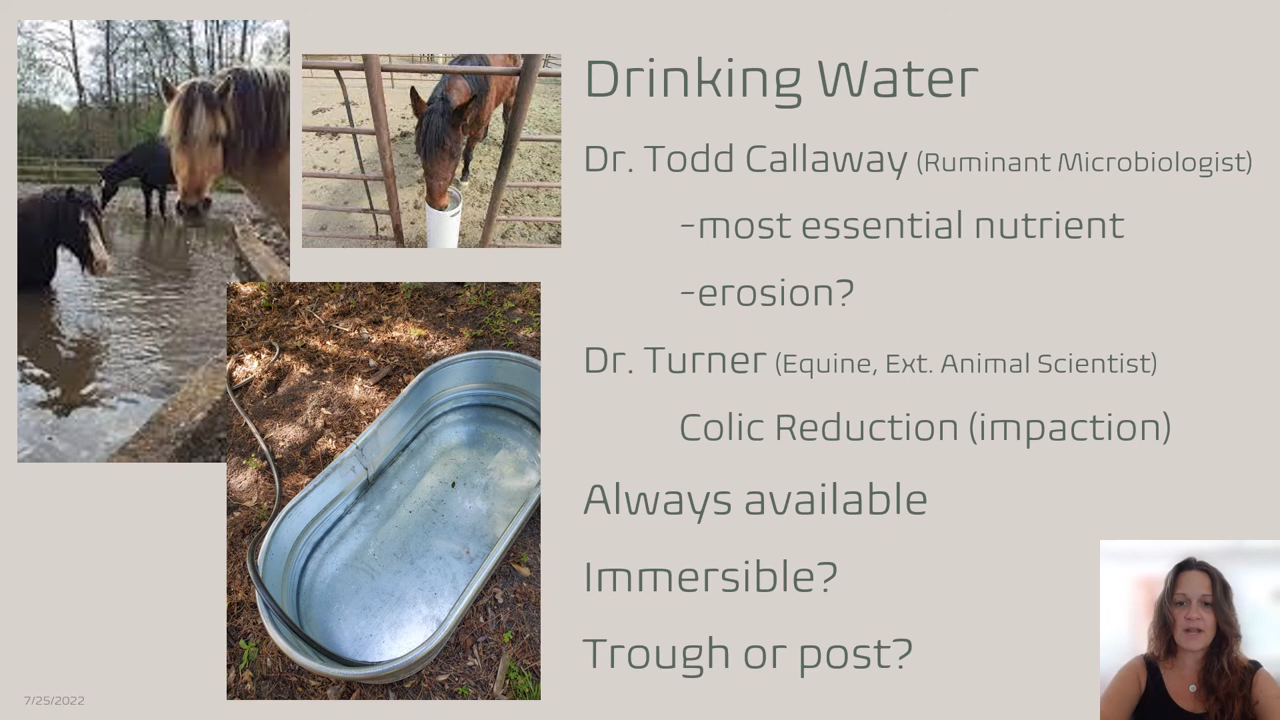 Drinking Water
Dr. Todd Callaway (Ruminant Microbiologist)
-most essential nutrient
-erosion?
Dr. Turner (Equine, Ext. Animal Scientist)
Colic Reduction (impaction)
Always available
Immersible?
Trough or post?
7/25/2022